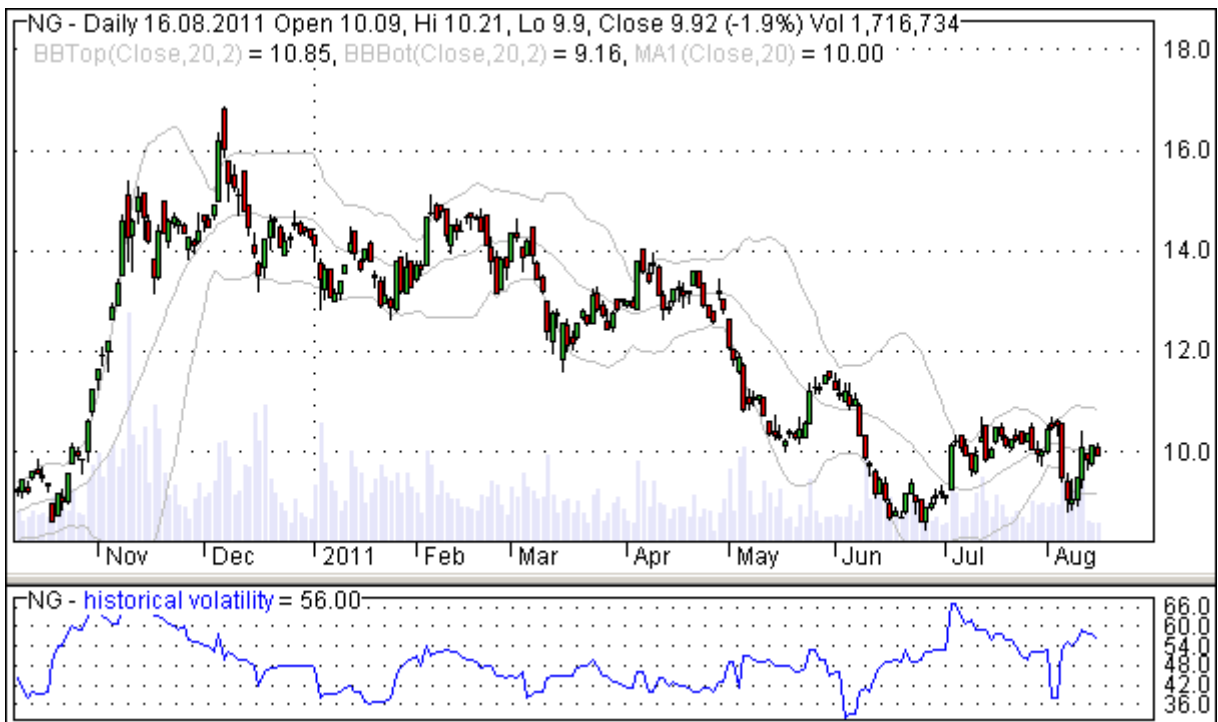 NG - Daily 16.08.2011 Open 10.09, Hi 10.21, Lo 9.9, Close 9.92 (-1.9%) Vol 1,716,734
BBTop(Close,20,2) = 10.85, BBBot(Close,20,2) = 9.16, MA1(Close,20) = 10.00
18.0
16.0
14.0
12.0
10.0
Nov Dec 2011 Feb Mar Apr May Jun Jul Aug
NG - historical volatility = 56.00
66.0
60.0
54.0
48.0
42.0
36.0